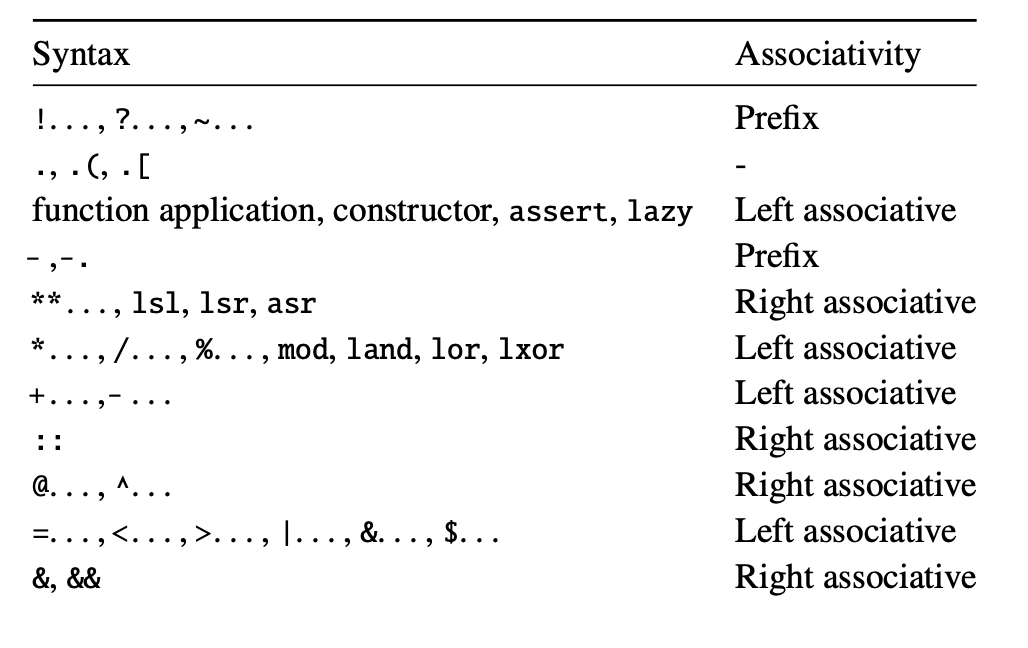 Syntax Associativity
!..., ?..., ~... Prefix
., .(, .[ -
function application, constructor, assert, lazy Left associative
- ,-. Prefix
**..., lsl, lsr, asr Right associative
*..., /..., %..., mod, land, lor, lxor Left associative
+...,- ... Left associative
:: Right associative
@..., ^... Right associative
=..., <..., >..., |..., &..., $... Left associative
&, && Right associative